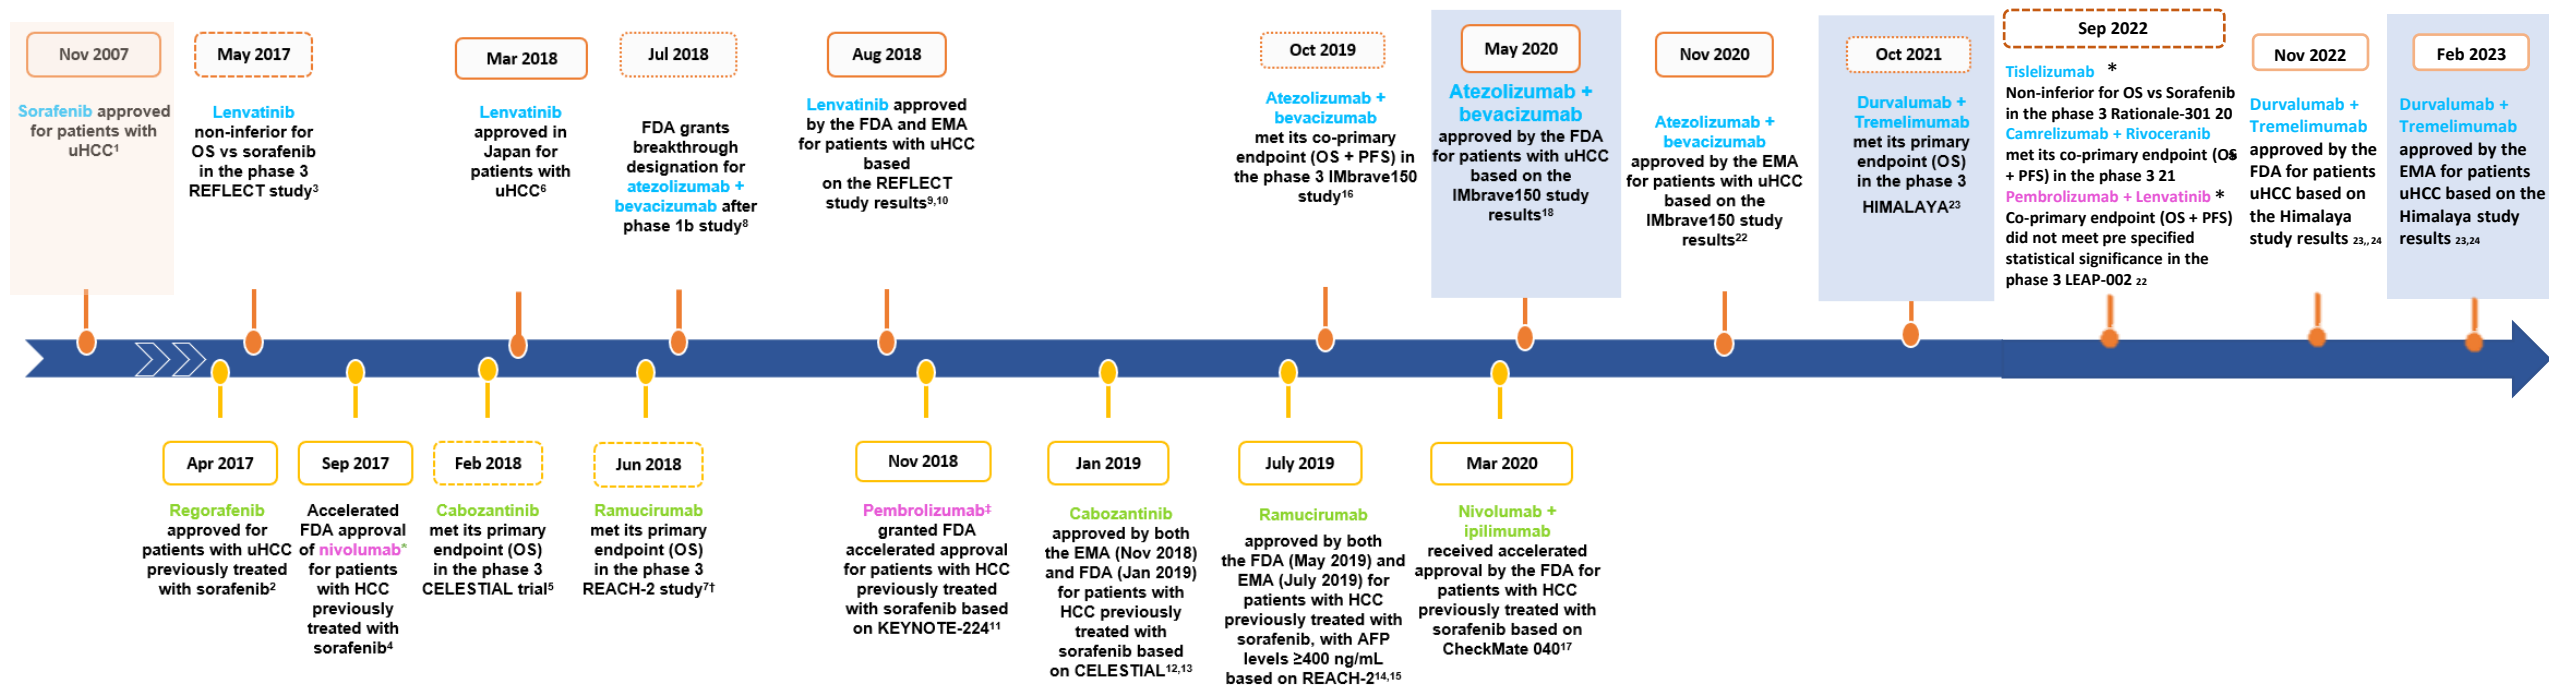 Nov 2007
Sorafenib approved
for patients with
uHCC1
May 2017
Lenvatinib
non-inferior for
OS vs sorafenib
in the phase 3
REFLECT study3
Mar 2018
Lenvatinib
approved in
Japan for
patients with
uHCC6
Jul 2018
FDA grants
breakthrough
designation for
atezolizumab +
bevacizumab after
phase 1b study8
Aug 2018
Lenvatinib approved
by the FDA and EMA
for patients with uHCC
based
on the REFLECT
study results9,10
Oct 2019
Atezolizumab +
bevacizumab
met its co-primary
endpoint (OS + PFS) in
the phase 3 IMbrave150
study16
May 2020
Atezolizumab +
bevacizumab
approved by the FDA
for patients with uHCC
based on the
IMbrave150 study
results18
Nov 2020
Atezolizumab +
bevacizumab
approved by the EMA
for patients with uHCC
based on the
IMbrave150 study
results22
Oct 2021
Durvalumab +
Tremelimumab
met its primary
endpoint (OS)
in the phase 3
HIMALAYA23
Sep 2022
Tislelizumab *
Non-inferior for OS vs Sorafenib
in the phase 3 Rationale-301 20
Camrelizumab + Rivoceranib
met its co-primary endpoint (OS *
+ PFS) in the phase 3 21
Pembrolizumab + Lenvatinib *
Co-primary endpoint (OS + PFS)
did not meet pre specified
statistical significance in the
phase 3 LEAP-002 22
Nov 2022
Durvalumab +
Tremelimumab
approved by the
FDA for patients
uHCC based on
the Himalaya
study results 23,,24
Feb 2023
Durvalumab +
Tremelimumab
approved by the
EMA for patients
uHCC based on the
Himalaya study
results 23,24
Apr 2017
Regorafenib
approved for
patients with uHCC
previously treated
with sorafenib2
Sep 2017
Accelerated
FDA approval
of nivolumab*
for patients
with HCC
previously
treated with
sorafenib4
Feb 2018
Cabozantinib
met its primary
endpoint (OS)
in the phase 3
CELESTIAL trial5
Jun 2018
Ramucirumab
met its primary
endpoint (OS)
in the phase 3
REACH-2 study7†
Nov 2018
Pembrolizumab‡
granted FDA
accelerated approval
for patients with HCC
previously treated
with sorafenib based
on KEYNOTE-22411
Jan 2019
Cabozantinib
approved by both
the EMA (Nov 2018)
and FDA (Jan 2019)
for patients with
HCC previously
treated with
sorafenib based
on CELESTIAL12,13
July 2019
Ramucirumab
approved by both
the FDA (May 2019) and
EMA (July 2019) for
patients with HCC
previously treated with
sorafenib, with AFP
levels ≥400 ng/mL
based on REACH-214,15
Mar 2020
Nivolumab +
ipilimumab
received accelerated
approval by the FDA for
patients with HCC
previously treated with
sorafenib based on
CheckMate 04017